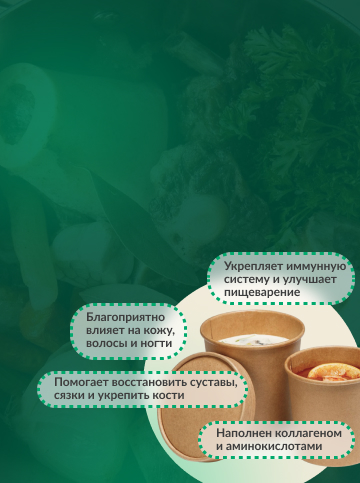 Укрепляет иммунную
систему и улучшает
пищеварение
Благоприятно
влияет на кожу,
волосы и ногти
Помогает восстановить суставы,
сязки и укрепить кости
Наполнен коллагеном
и аминокислотами